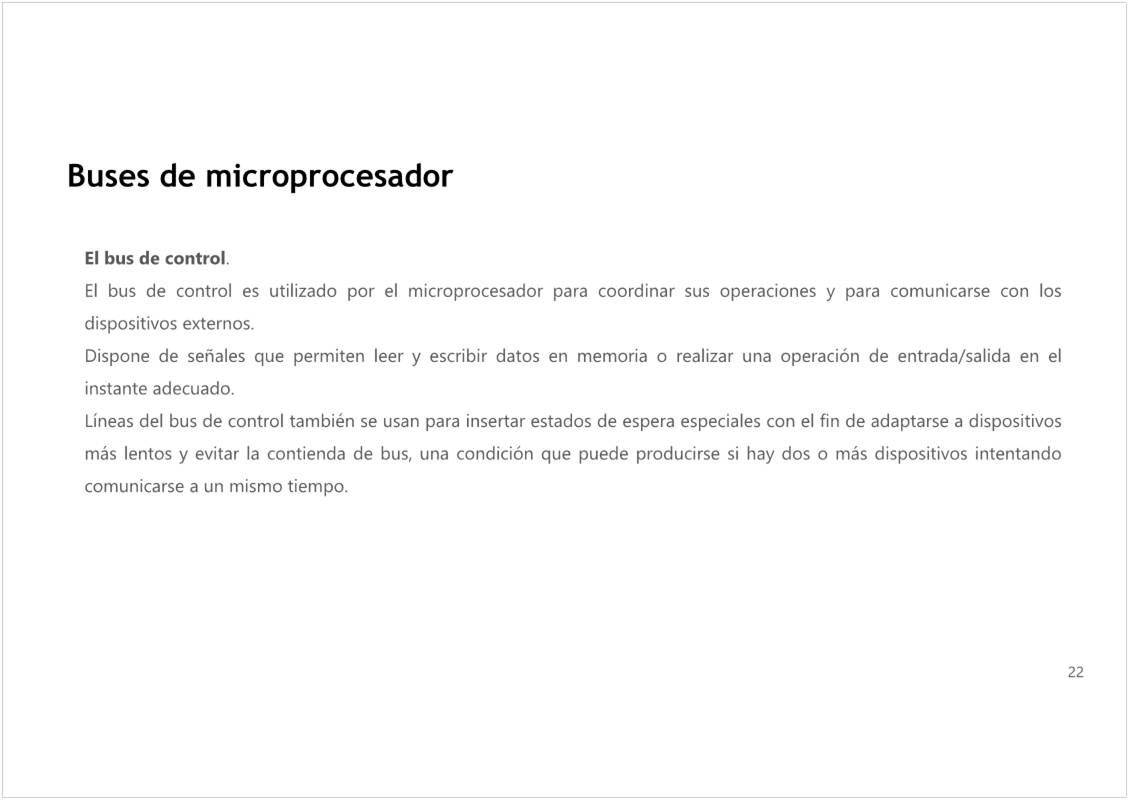 Buses de microprocesador
El bus de control.
El bus de control es utilizado por el microprocesador para coordinar sus operaciones y para comunicarse con los
dispositivos externos.
Dispone de señales que permiten leer y escribir datos en memoria o realizar una operación de entrada/salida en el
instante adecuado.
Líneas del bus de control también se usan para insertar estados de espera especiales con el fin de adaptarse a dispositivos
más lentos y evitar la contienda de bus, una condición que puede producirse si hay dos o más dispositivos intentando
comunicarse a un mismo tiempo.
22